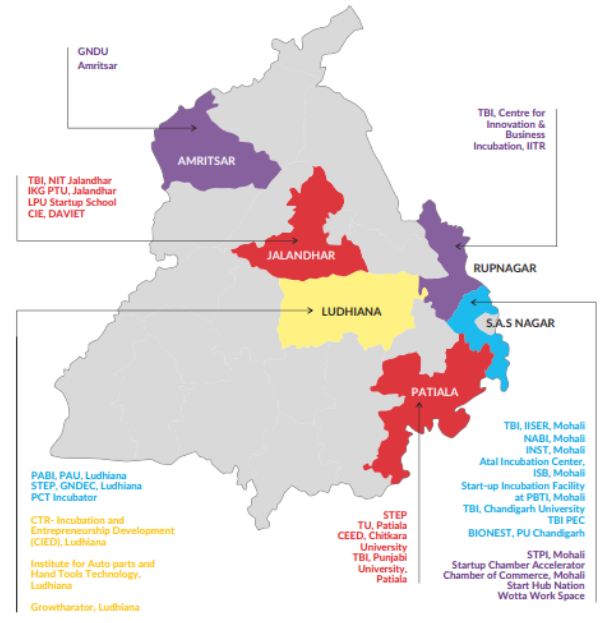 GNDU
Amritsar
TBI, Centre for
Innovation &
Business
Incubation, IITR
AMRITSAR
TBI, NIT Jalandhar
IKG PTU, Jalandhar
LPU Startup School
CIE, DAVIET
JALANDHAR
RUPNAGAR
LUDHIANA
S.A.S NAGAR
PATIALA
PABI, PAU, Ludhiana
STEP, GNDEC, Ludhiana
PCT Incubator
CTR- Incubation and
Entrepreneurship Development
(CIED), Ludhiana
Institute for Auto parts and
Hand Tools Technology.
Ludhiana
Growtharator, Ludhiana
STEP
TU, Patiala
CEED, Chitkara
University
TBI, Punjabi
University,
Patiala
TBI, IISER, Mohali
NABI, Mohali
INST, Mohali
Atal Incubation Center,
ISB, Mohali
Start-up Incubation Facility
at PBTI, Mohali
TBI, Chandigarh University
TBI PEC
BIONEST, PU Chandigarh
STPI, Mohali
Startup Chamber Accelerator
Chamber of Commerce, Mohali
Start Hub Nation
Wotta Work Space